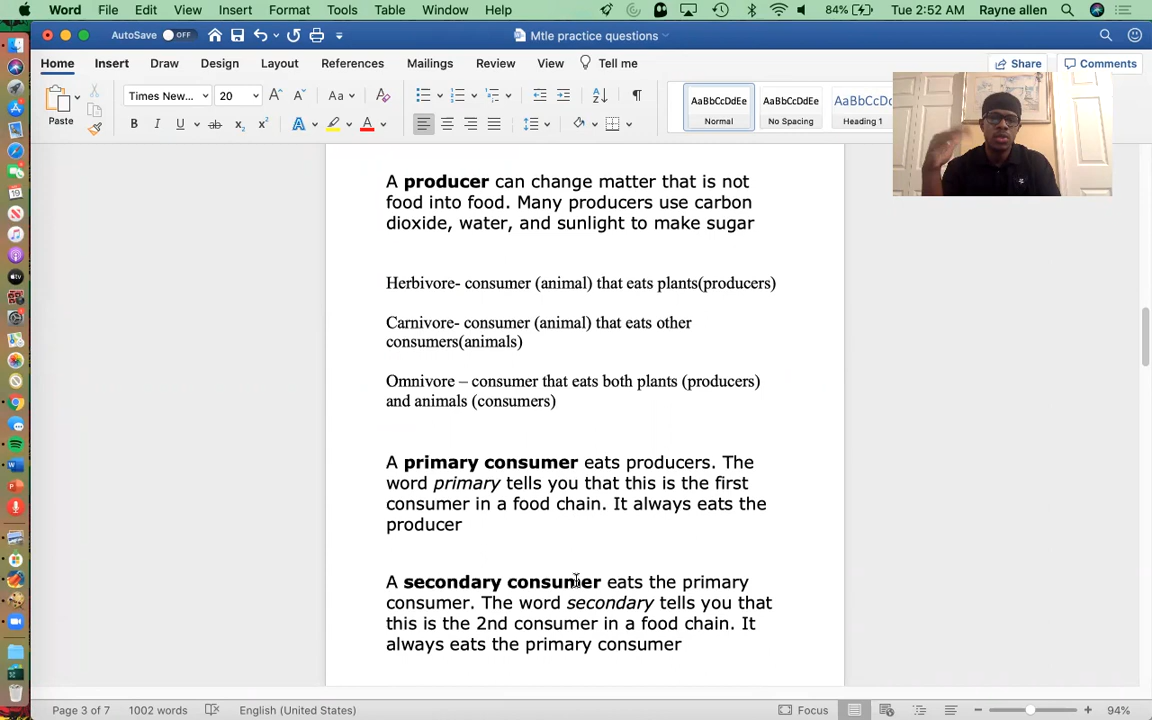 Word File Edit View Insert Format Tools Table Window Help 84% Tue 2:52 AM Rayne allen
AutoSave OFF Mtle practice questions
Home Insert Draw Design Layout References Mailings Review View Tell me Share Comments
Paste Times New... 20 Aa AaBbCcDdEe AaBbCcDdEe AaBbCcDc
B I U ab x2 x2 A A Normal No Spacing Heading 1
A producer can change matter that is not
food into food. Many producers use carbon
dioxide, water, and sunlight to make sugar
Herbivore- consumer (animal) that eats plants(producers)
Carnivore- consumer (animal) that eats other
consumers(animals)
Omnivore – consumer that eats both plants (producers)
and animals (consumers)
A primary consumer eats producers. The
word primary tells you that this is the first
consumer in a food chain. It always eats the
producer
A secondary consumer eats the primary
consumer. The word secondary tells you that
this is the 2nd consumer in a food chain. It
always eats the primary consumer
Page 3 of 7 1002 words English (United States) Focus 94%